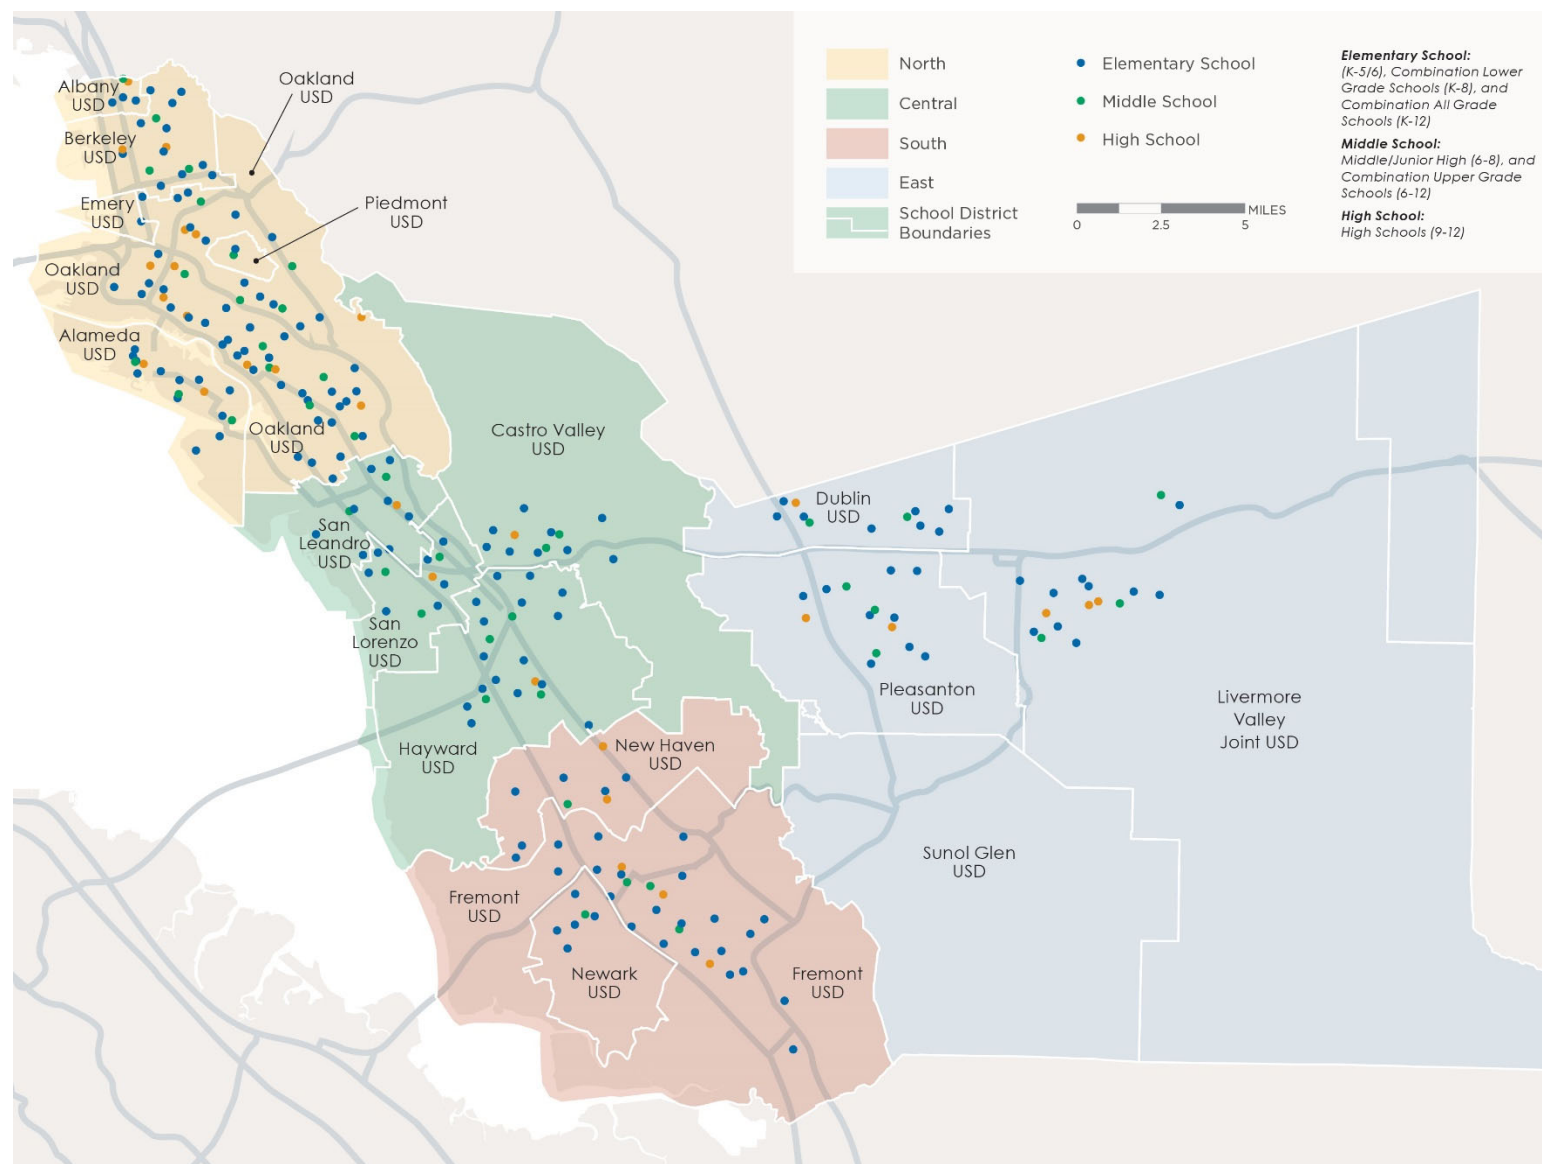 Albany
USD
Oakland
USD
Berkeley
USD
Emery
USD
Piedmont
USD
Oakland
USD
Alameda
USD
Oakland
USD
Castro Valley
USD
San
Leandro
USD
San
Lorenzo
USD
Hayward
USD
New Haven
USD
Fremont
USD
Newark
USD
Fremont
USD
Dublin
USD
Pleasanton
USD
Livermore
Valley
Joint USD
Sunol Glen
USD
North
Central
South
East
School District
Boundaries
Elementary School
Middle School
High School
MILES
0 2.5 5
Elementary School:
(K-5/6), Combination Lower
Grade Schools (K-8), and
Combination All Grade
Schools (K-12)
Middle School:
Middle/Junior High (6-8), and
Combination Upper Grade
Schools (6-12)
High School:
High Schools (9-12)